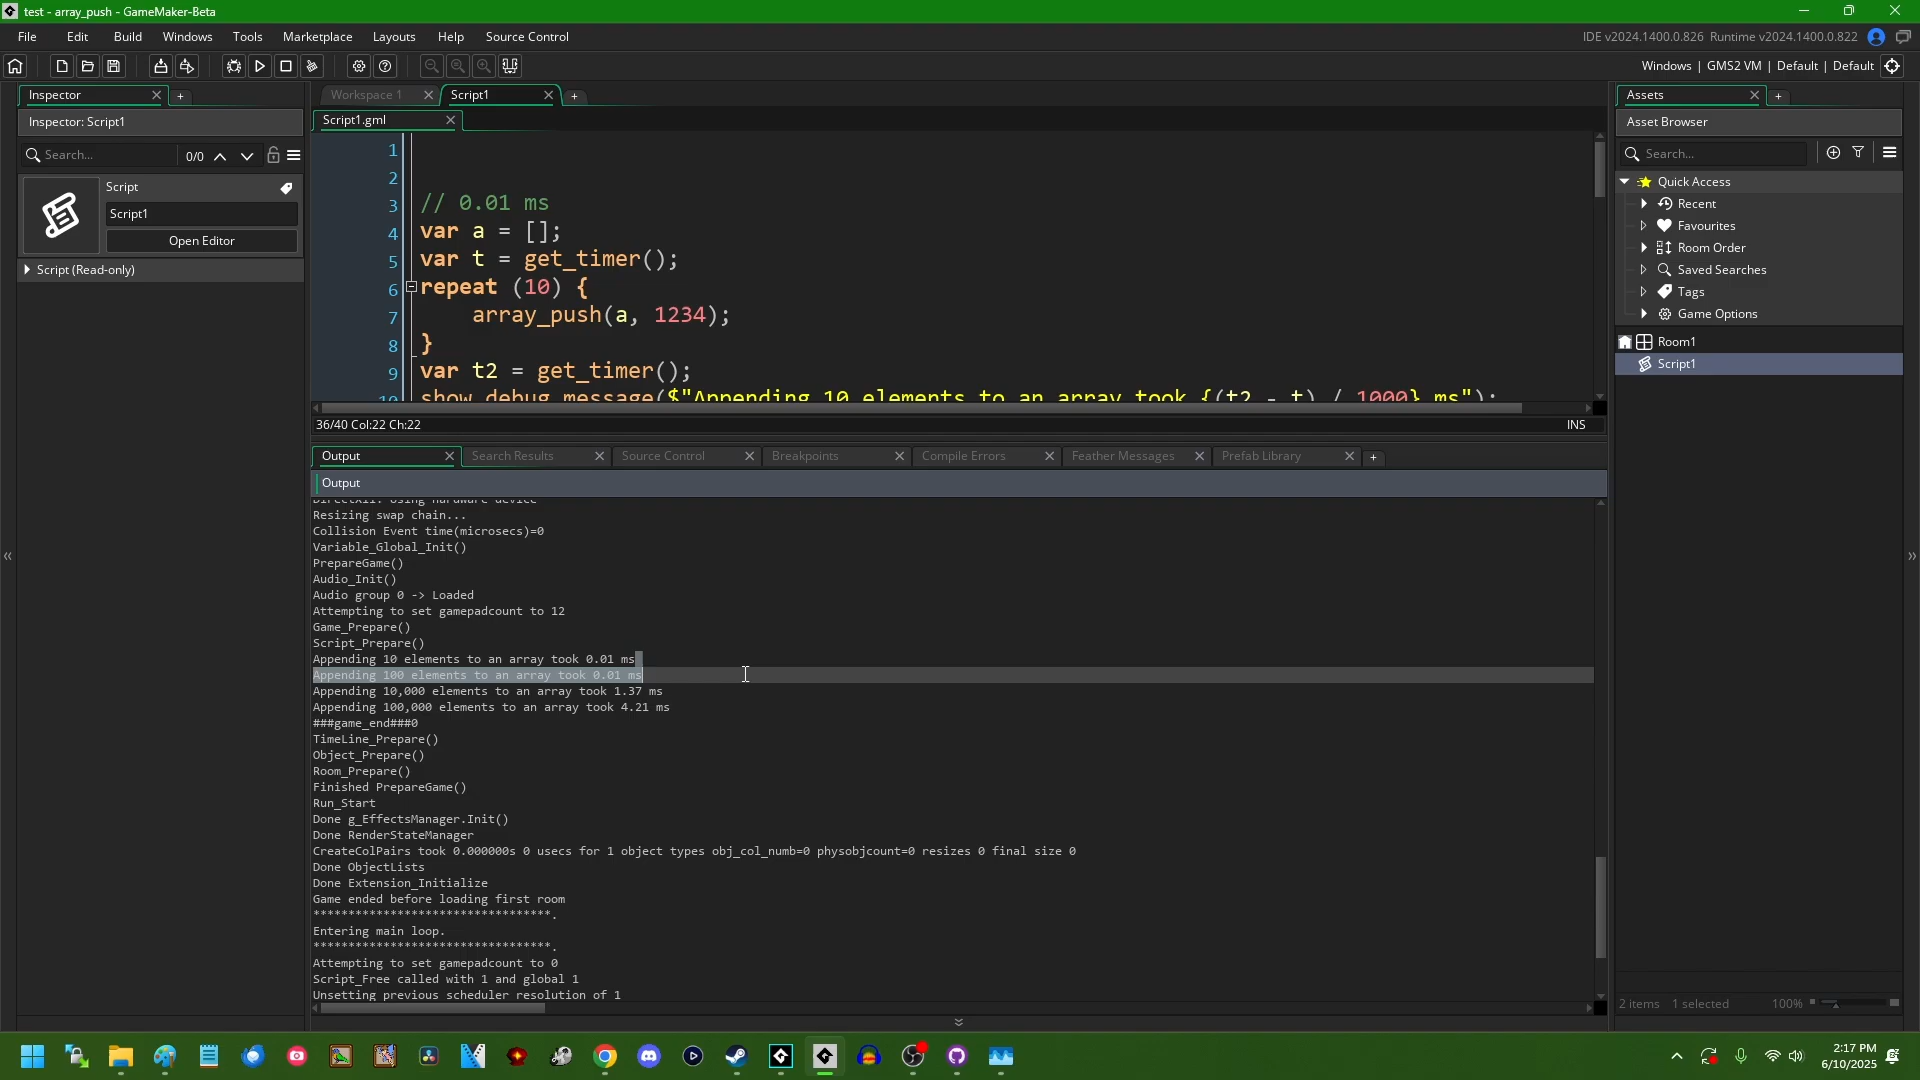 test - array_push - GameMaker-Beta
File Edit Build Windows Tools Marketplace Layouts Help Source Control
IDE v2024.1400.0.826 Runtime v2024.1400.0.822
Windows | GMS2 VM | Default | Default
Inspector
Inspector: Script1
Search...
0/0
Script
Script1
Open Editor
Script (Read-only)
Workspace 1
Script1
Script1.gml
1
2
3 // 0.01 ms
4 var a = [];
5 var t = get_timer();
6 repeat (10) {
7 array_push(a, 1234);
8 }
9 var t2 = get_timer();
10 show_debug_message($"Appending 10 elements to an array took {(t2 - t) / 1000} ms");
36/40 Col:22 Ch:22
INS
Output Search Results Source Control Breakpoints Compile Errors Feather Messages Prefab Library
Output
DirectX11: Using hardware device
Resizing swap chain...
Collision Event time(microsecs)=0
Variable_Global_Init()
PrepareGame()
Audio_Init()
Audio group 0 -> Loaded
Attempting to set gamepadcount to 12
Game_Prepare()
Script_Prepare()
Appending 10 elements to an array took 0.01 ms
Appending 100 elements to an array took 0.01 ms
Appending 10,000 elements to an array took 1.37 ms
Appending 100,000 elements to an array took 4.21 ms
###game_end###0
TimeLine_Prepare()
Object_Prepare()
Room_Prepare()
Finished PrepareGame()
Run_Start
Done g_EffectsManager.Init()
Done RenderStateManager
CreateColPairs took 0.000000s 0 usecs for 1 object types obj_col_numb=0 physobjcount=0 resizes 0 final size 0
Done ObjectLists
Done Extension_Initialize
Game ended before loading first room
**********************************.
Entering main loop.
**********************************.
Attempting to set gamepadcount to 0
Script_Free called with 1 and global 1
Unsetting previous scheduler resolution of 1
Assets
Asset Browser
Search...
Quick Access
Recent
Favourites
Room Order
Saved Searches
Tags
Game Options
Room1
Script1
2 items 1 selected 100%
2:17 PM
6/10/2025